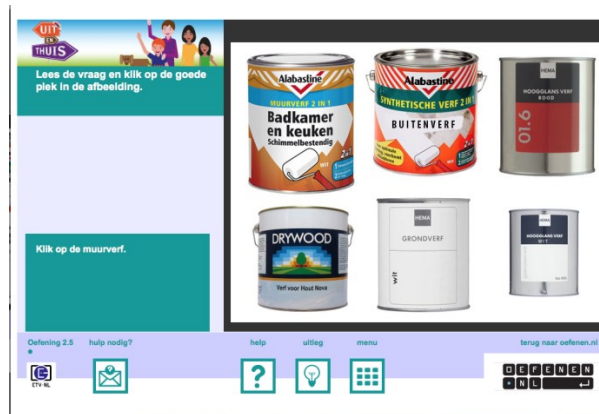 UIT
EN
THUIS
Lees de vraag en klik op de goede
plek in de afbeelding.
Klik op de muurverf.
Alabastine
MUURVERF 2 IN 1
Badkamer
en keuken
Schimmelbestendig
wit
2in1
Alabastine
SYNTHETISCHE VERF 2 IN 1
BUITENVERF
2in1
HEMA
HOOGGLANS VERF
ROOD
01.6
DRYWOOD
Verf voor Hout Nova
HEMA
GRONDVERF
wit
HEMA
HOOGGLANS VERF
WIT
Oefening 2.5
hulp nodig?
help
uitleg
menu
terug naar oefenen.nl
ETV·NL
?
OEFENEN
•NL